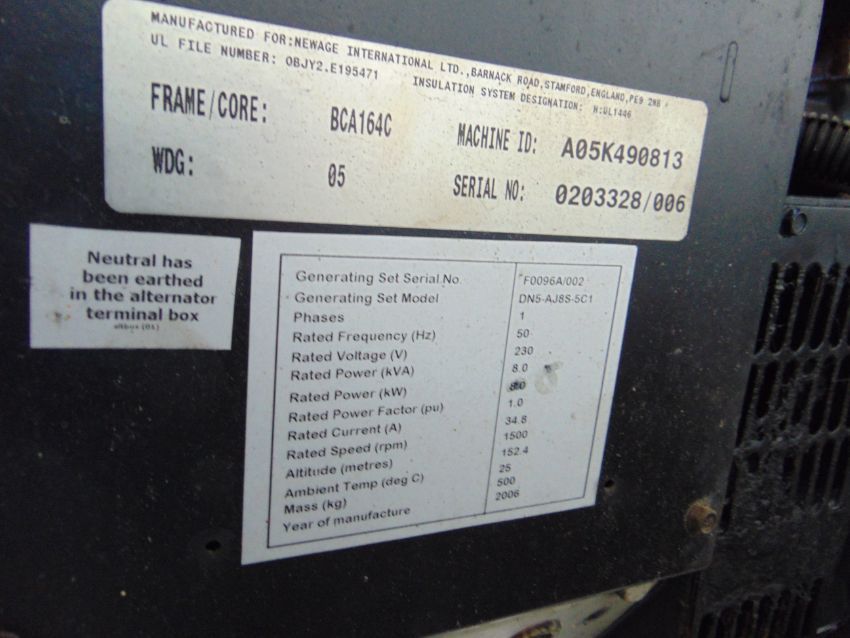 MANUFACTURED FOR:NEWAGE INTERNATIONAL LTD.,BARNACK ROAD,STAMFORD,ENGLAND,PE9 2NB
UL FILE NUMBER: OBJY2.E195471 INSULATION SYSTEM DESIGNATION: H:UL1446
FRAME/CORE: BCA164C MACHINE ID: A05K490813
WDG: 05 SERIAL NO: 0203328/006
Neutral has
been earthed
in the alternator
terminal box
altbox (01)
Generating Set Serial No. F0096A/002
Generating Set Model DN5-AJ8S-5C1
Phases 1
Rated Frequency (Hz) 50
Rated Voltage (V) 230
Rated Power (kVA) 8.0
Rated Power (kW) 8.0
Rated Power Factor (pu) 1.0
Rated Current (A) 34.8
Rated Speed (rpm) 1500
Altitude (metres) 152.4
Ambient Temp (deg C) 25
Mass (kg) 500
Year of manufacture 2006